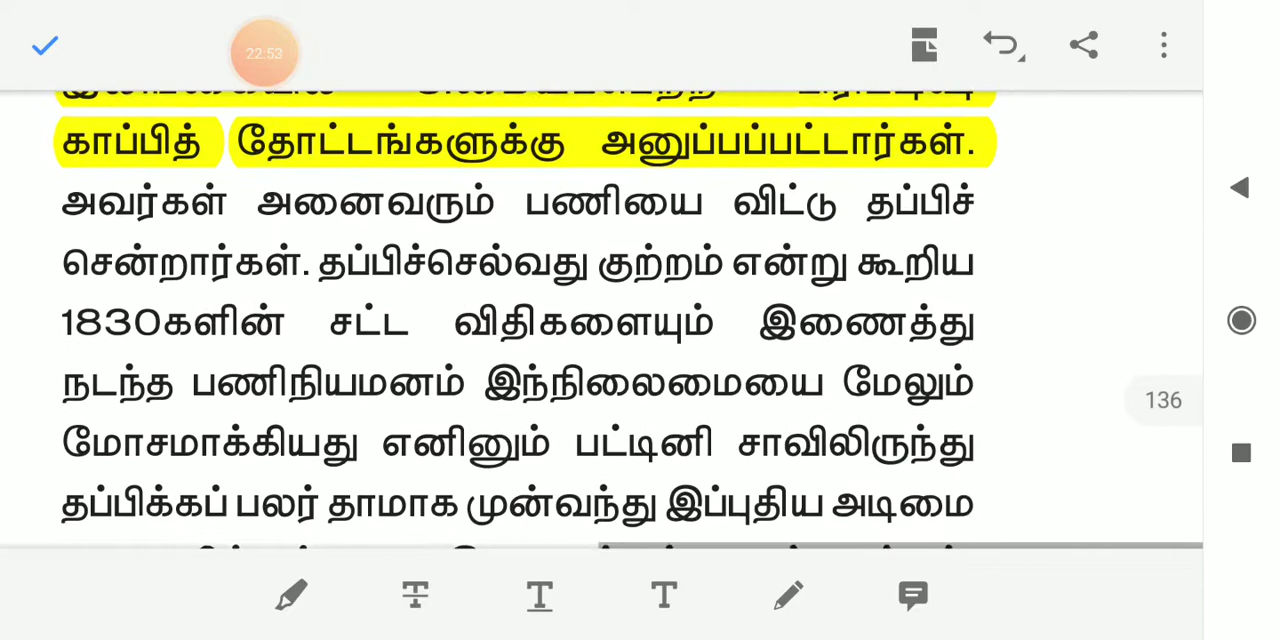 22:53
காப்பித் தோட்டங்களுக்கு அனுப்பப்பட்டார்கள்.
அவர்கள் அனைவரும் பணியை விட்டு தப்பிச்
சென்றார்கள். தப்பிச்செல்வது குற்றம் என்று கூறிய
1830களின் சட்ட விதிகளையும் இணைத்து
நடந்த பணிநியமனம் இந்நிலைமையை மேலும்
மோசமாக்கியது எனினும் பட்டினி சாவிலிருந்து
தப்பிக்கப் பலர் தாமாக முன்வந்து இப்புதிய அடிமை
136